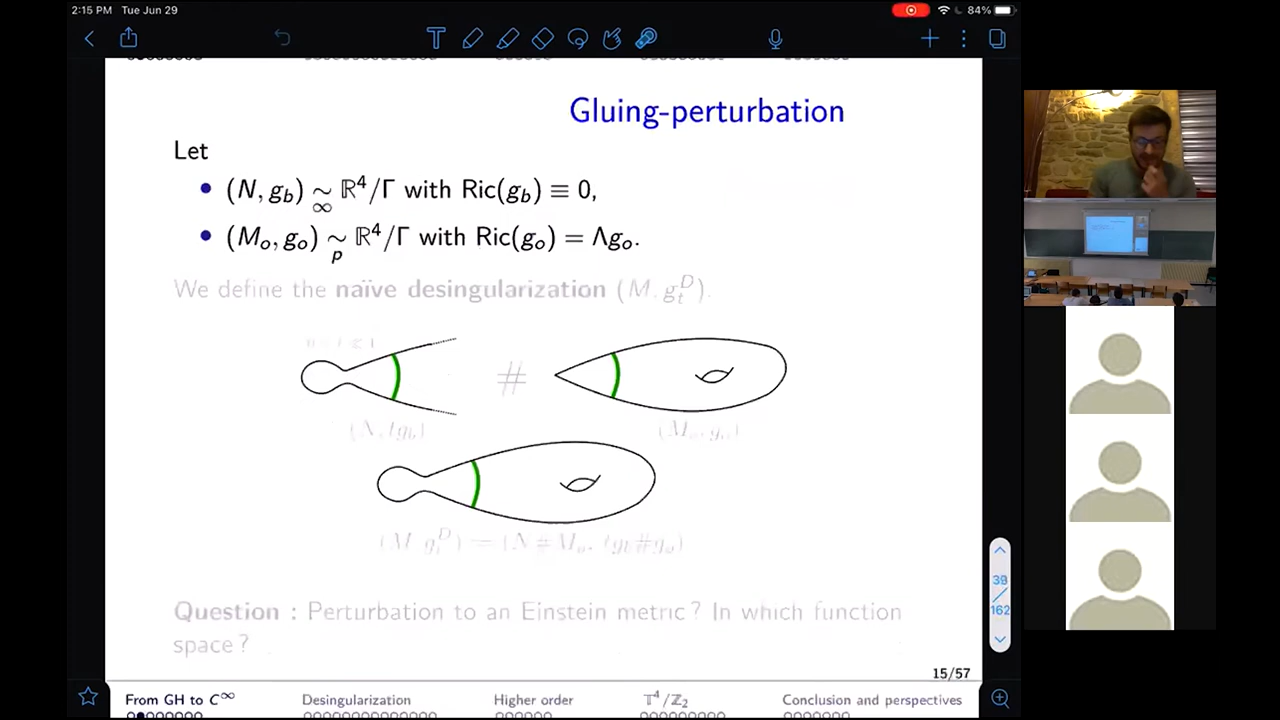 2:15 PM Tue Jun 29
84%
Gluing-perturbation
Let
• (N, g_b) ∼_∞ ℝ⁴/Γ with Ric(g_b) ≡ 0,
• (M_o, g_o) ∼_p ℝ⁴/Γ with Ric(g_o) = Λg_o.
We define the naïve desingularization (M, g_t^D).
#
(N, tg_b)
(M_o, g_o)
(M, g_t^D) := (N#M_o, tg_b#g_o)
Question : Perturbation to an Einstein metric ? In which function
space ?
39
162
15/57
From GH to C^∞ Desingularization Higher order 𝕋⁴/ℤ₂ Conclusion and perspectives